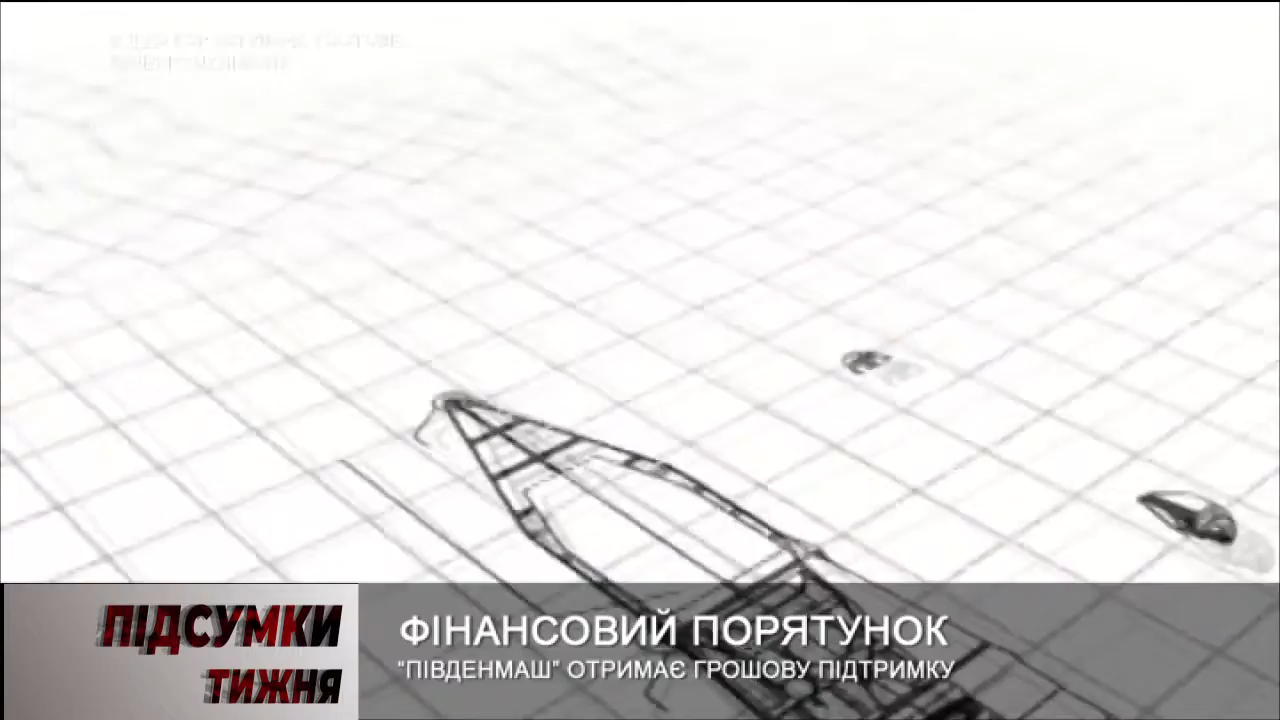 ПІДСУМКИ
ТИЖНЯ
ФІНАНСОВИЙ ПОРЯТУНОК
"ПІВДЕНМАШ" ОТРИМАЄ ГРОШОВУ ПІДТРИМКУ